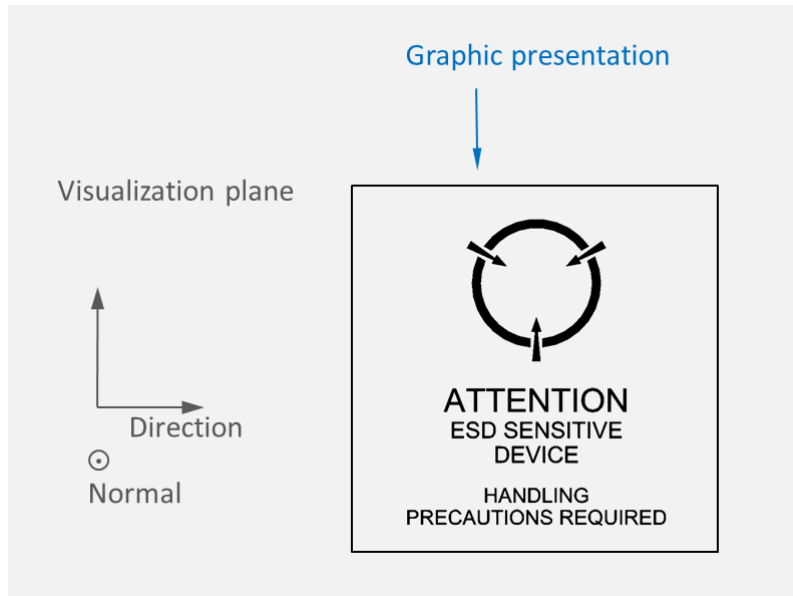 Graphic presentation
Visualization plane
Direction
Normal
ATTENTION
ESD SENSITIVE
DEVICE
HANDLING
PRECAUTIONS REQUIRED